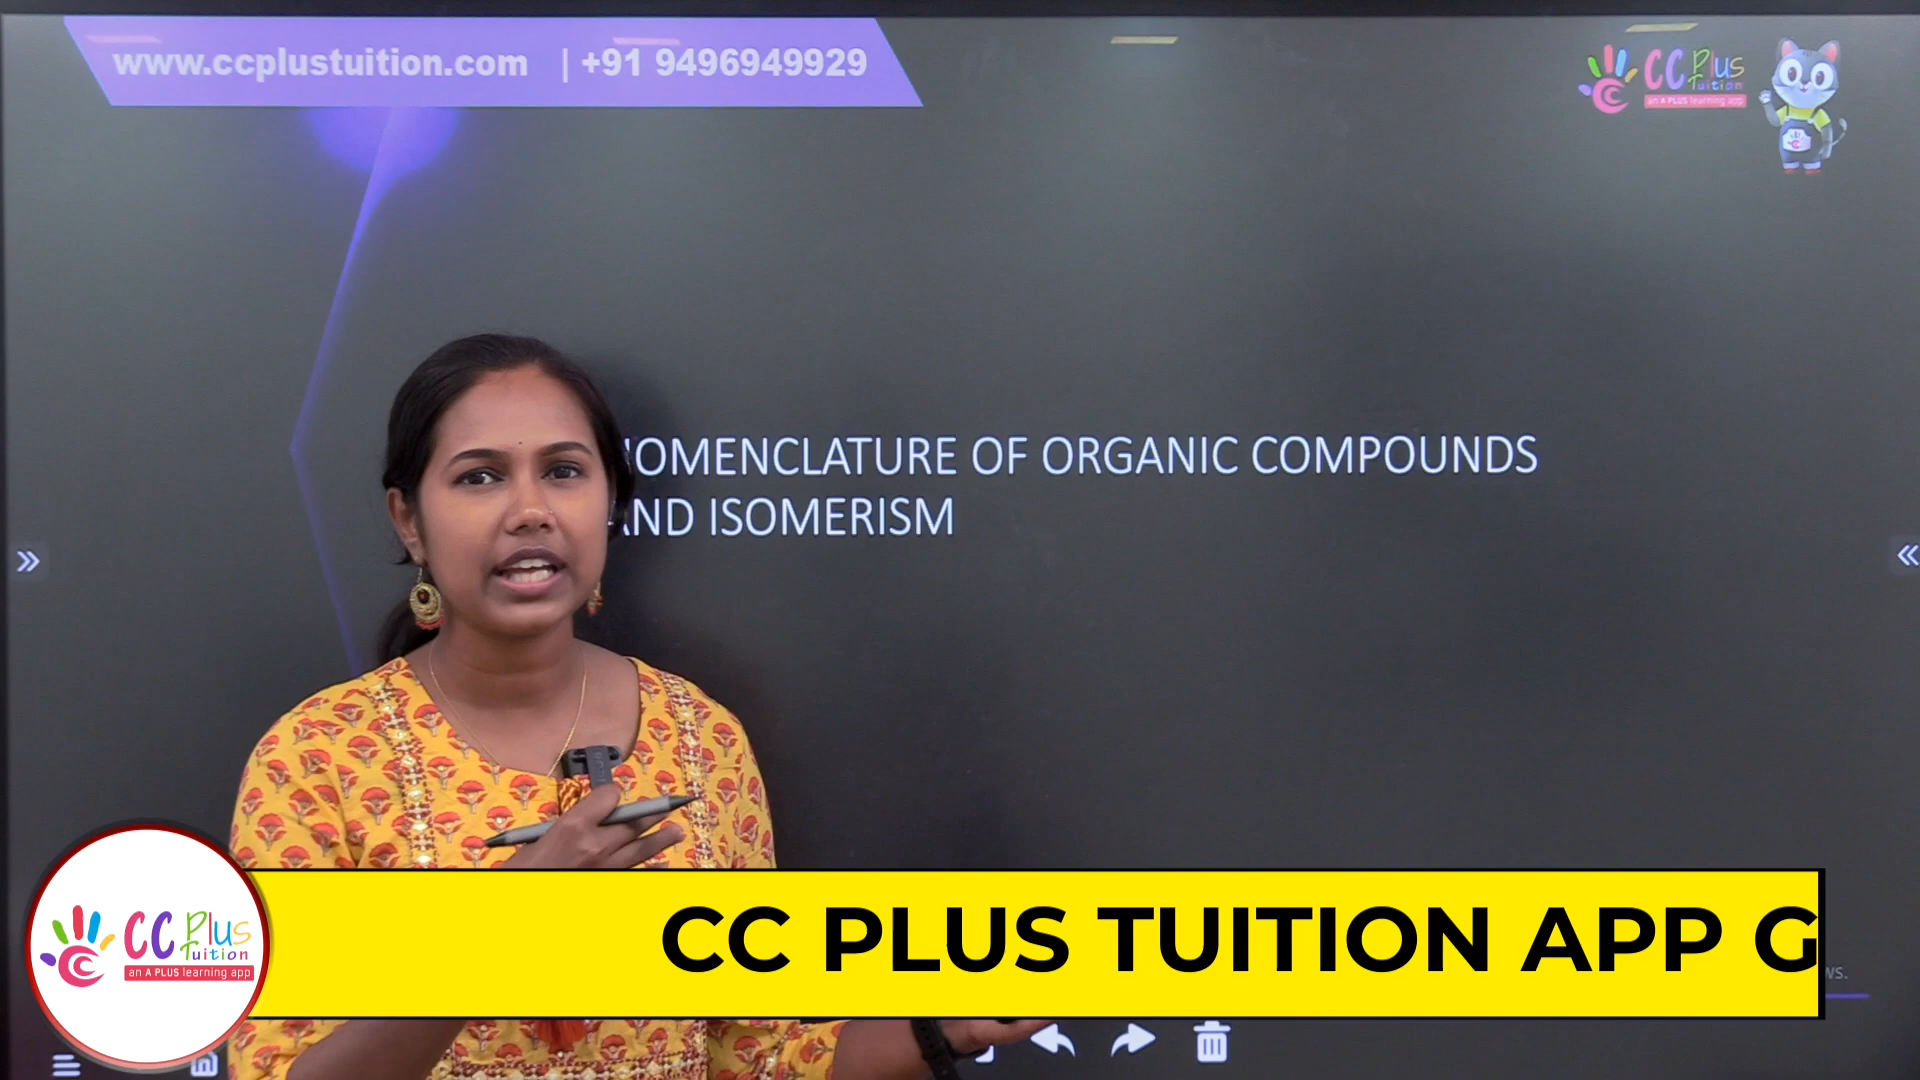 www.ccplustuition.com | +91 9496949929
CC Plus
Tuition
an A PLUS learning app
OMENCLATURE OF ORGANIC COMPOUNDS
ND ISOMERISM
CC Plus
Tuition
an A PLUS learning app
CC PLUS TUITION APP G
ws.